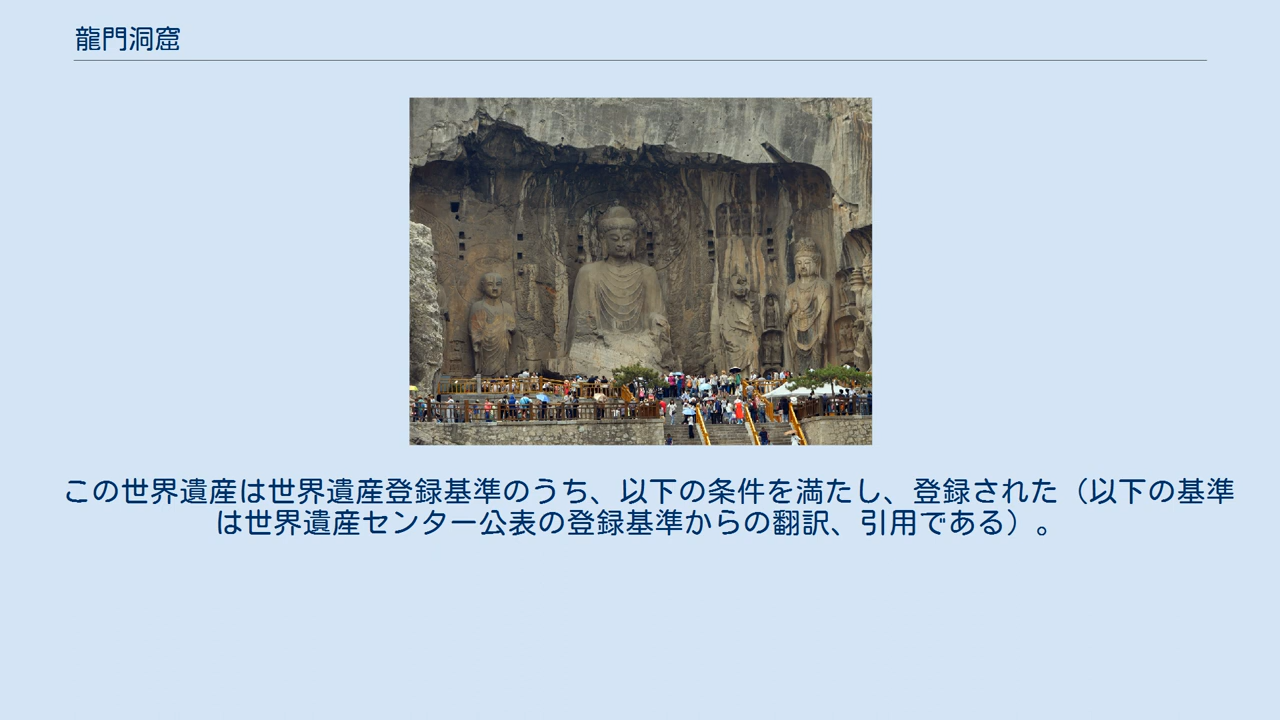 龍門洞窟
この世界遺産は世界遺産登録基準のうち、以下の条件を満たし、登録された（以下の基準
は世界遺産センター公表の登録基準からの翻訳、引用である）。